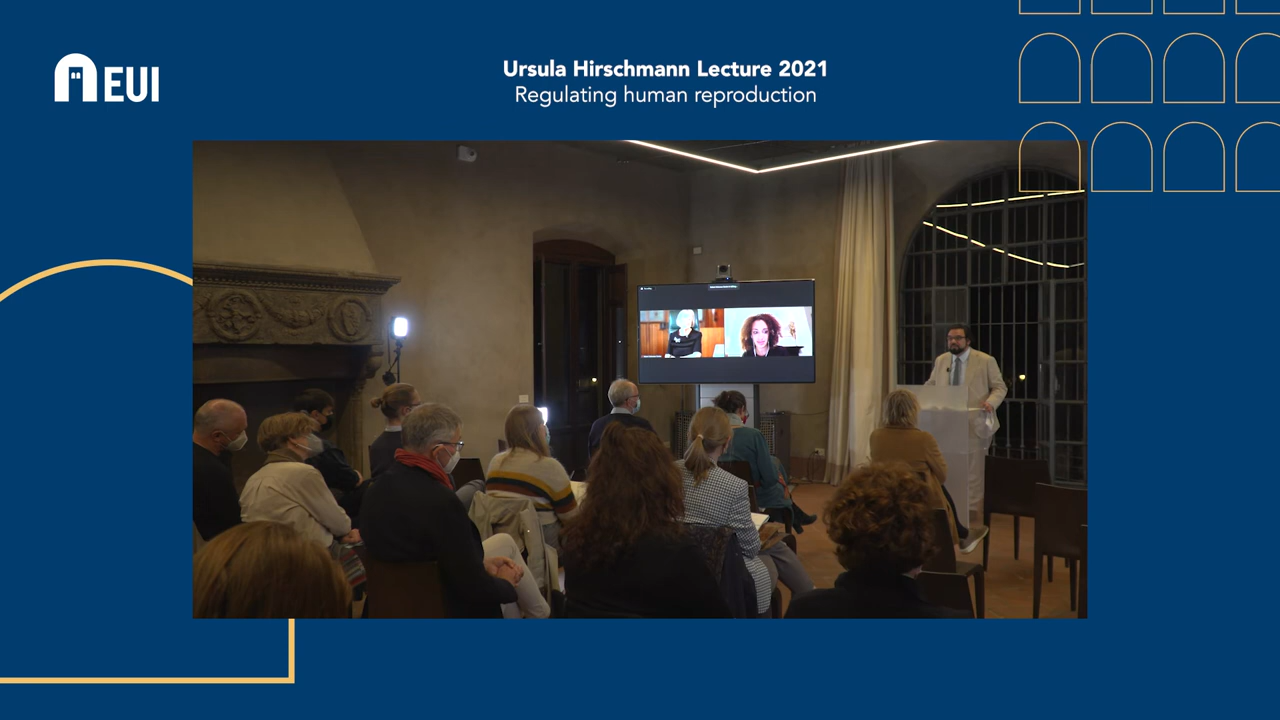 EUI
Ursula Hirschmann Lecture 2021
Regulating human reproduction